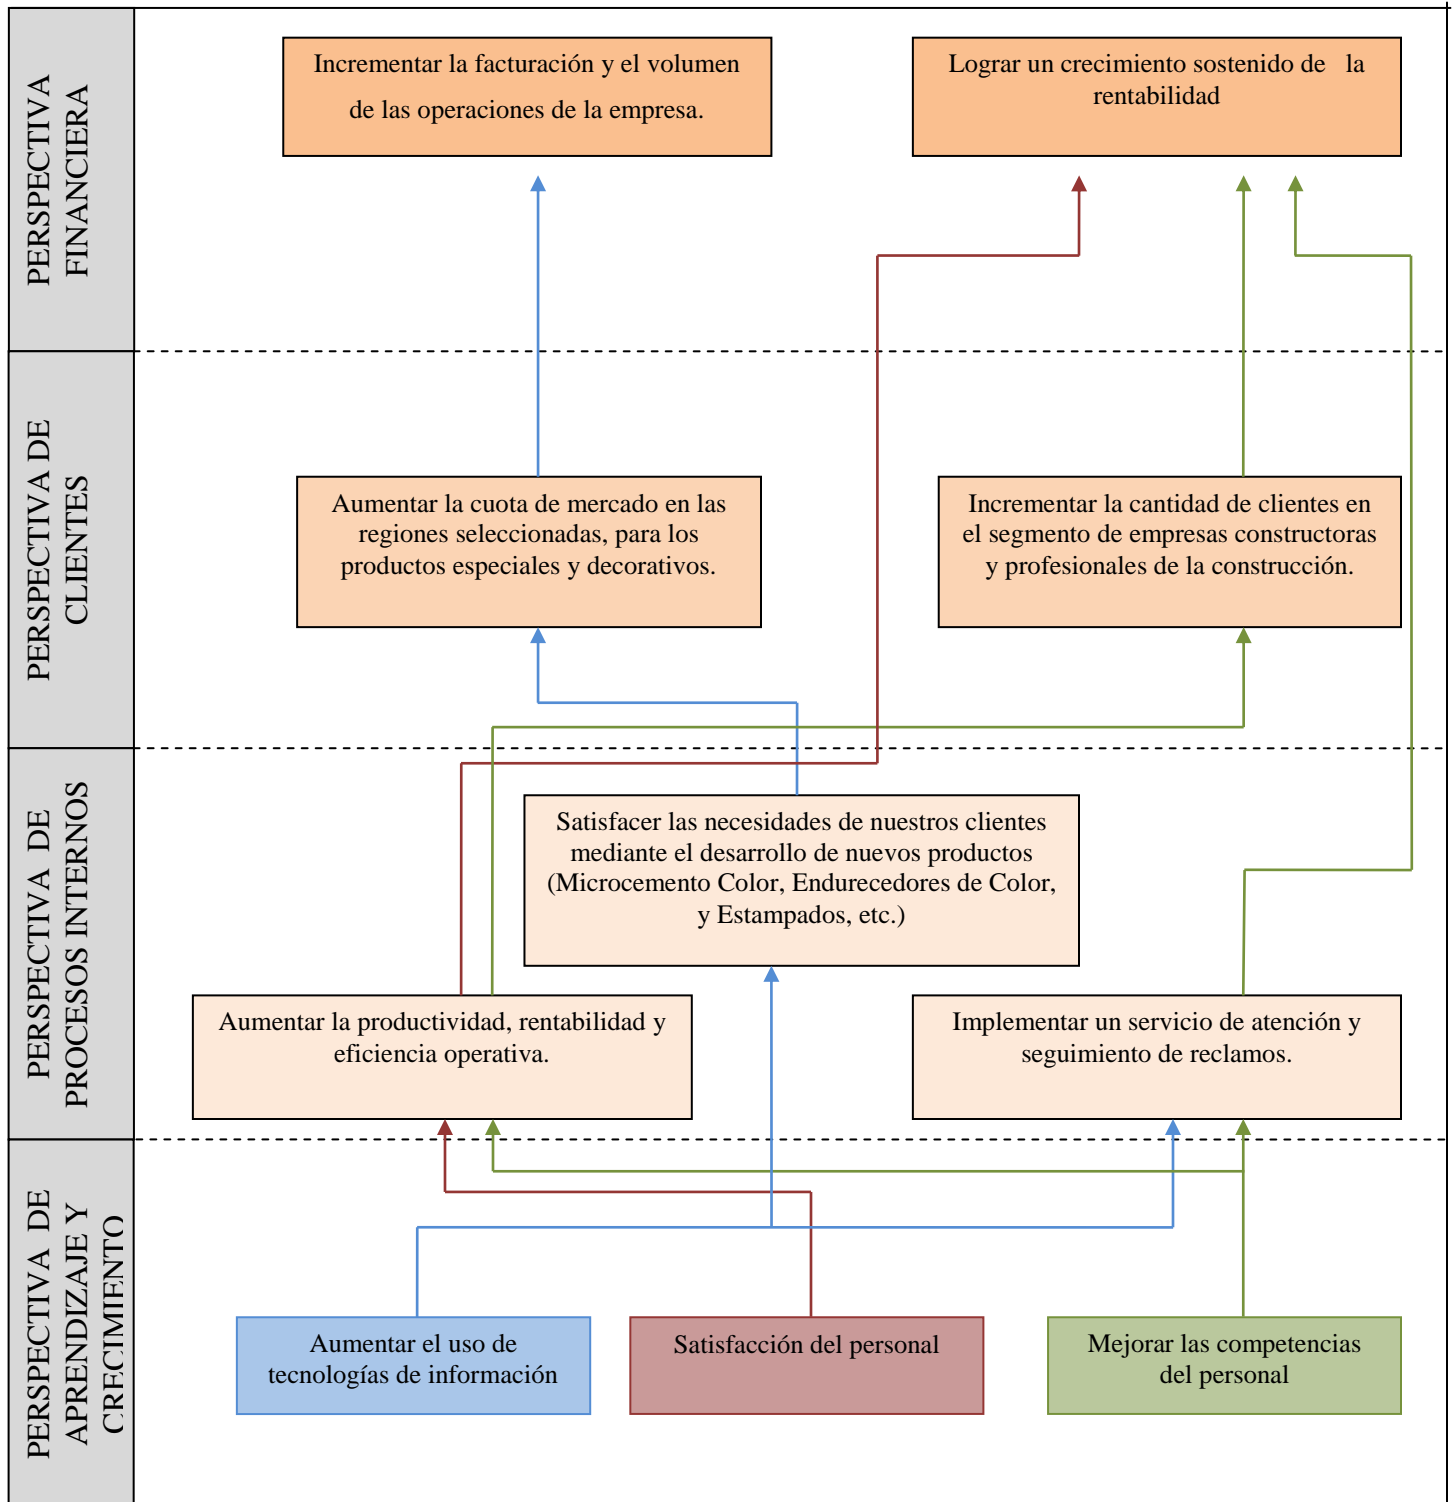 PERSPECTIVA
FINANCIERA
Incrementar la facturación y el volumen
de las operaciones de la empresa.
Lograr un crecimiento sostenido de la
rentabilidad
PERSPECTIVA DE
CLIENTES
Aumentar la cuota de mercado en las
regiones seleccionadas, para los
productos especiales y decorativos.
Incrementar la cantidad de clientes en
el segmento de empresas constructoras
y profesionales de la construcción.
PERSPECTIVA DE
PROCESOS INTERNOS
Satisfacer las necesidades de nuestros clientes
mediante el desarrollo de nuevos productos
(Microcemento Color, Endurecedores de Color,
y Estampados, etc.)
Aumentar la productividad, rentabilidad y
eficiencia operativa.
Implementar un servicio de atención y
seguimiento de reclamos.
PERSPECTIVA DE
APRENDIZAJE Y
CRECIMIENTO
Aumentar el uso de
tecnologías de información
Satisfacción del personal
Mejorar las competencias
del personal